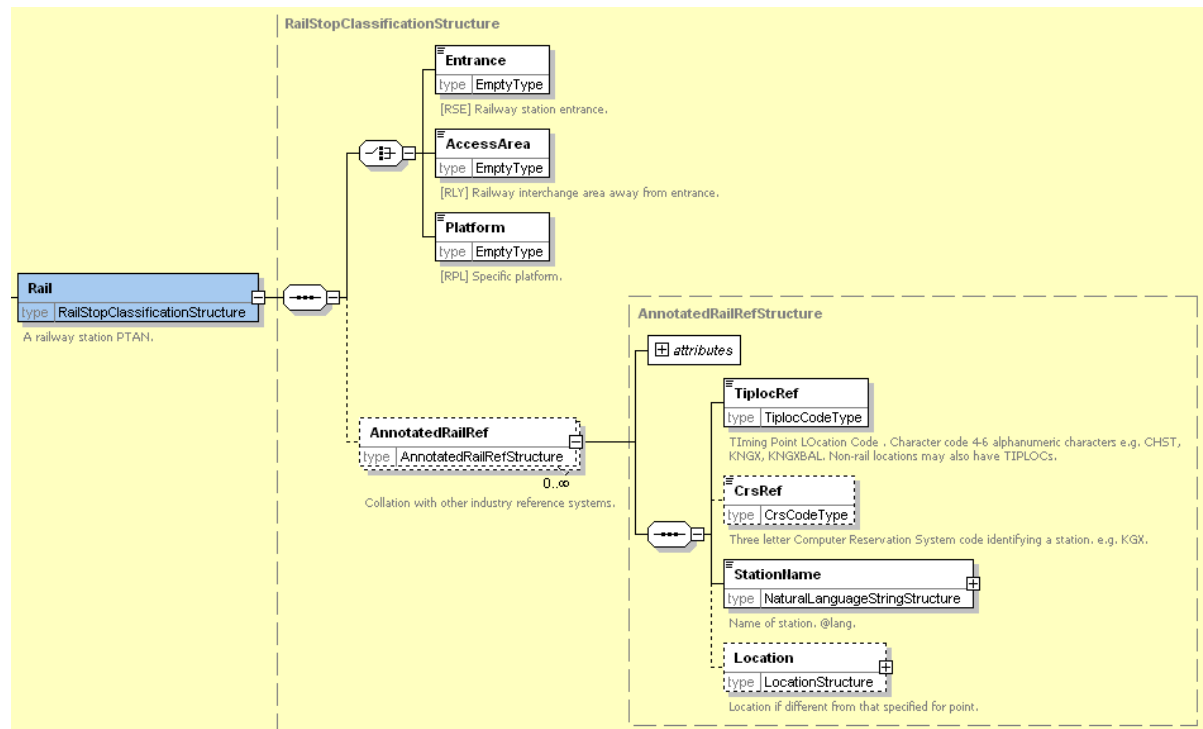 RailStopClassificationStructure
Entrance
type EmptyType
[RSE] Railway station entrance.
AccessArea
type EmptyType
[RLY] Railway interchange area away from entrance.
Platform
type EmptyType
[RPL] Specific platform.
Rail
type RailStopClassificationStructure
A railway station PTAN.
AnnotatedRailRefStructure
attributes
TiplocRef
type TiplocCodeType
TIming Point LOcation Code . Character code 4-6 alphanumeric characters e.g. CHST,
KNGX, KNGXBAL. Non-rail locations may also have TIPLOCs.
AnnotatedRailRef
type AnnotatedRailRefStructure
0..∞
Collation with other industry reference systems.
CrsRef
type CrsCodeType
Three letter Computer Reservation System code identifying a station. e.g. KGX.
StationName
type NaturalLanguageStringStructure
Name of station. @lang.
Location
type LocationStructure
Location if different from that specified for point.